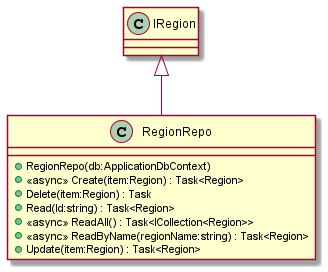 C IRegion
C RegionRepo
RegionRepo(db:ApplicationDbContext)
«async» Create(item:Region) : Task<Region>
Delete(item:Region) : Task
Read(Id:string) : Task<Region>
«async» ReadAll() : Task<ICollection<Region>>
«async» ReadByName(regionName:string) : Task<Region>
Update(item:Region) : Task<Region>